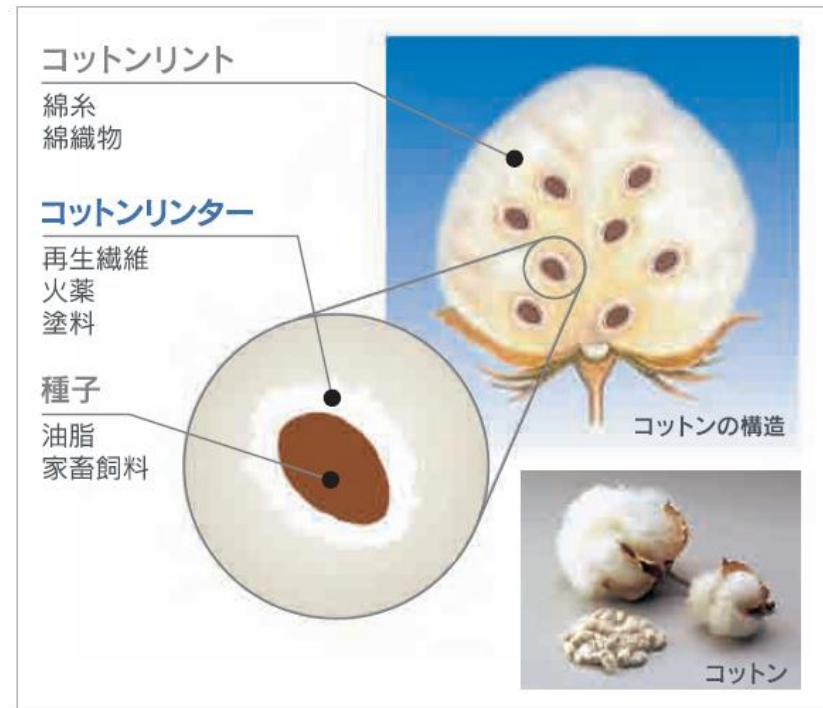 コットンリント
綿糸
綿織物
コットンリンター
再生繊維
火薬
塗料
種子
油脂
家畜飼料
コットンの構造
コットン